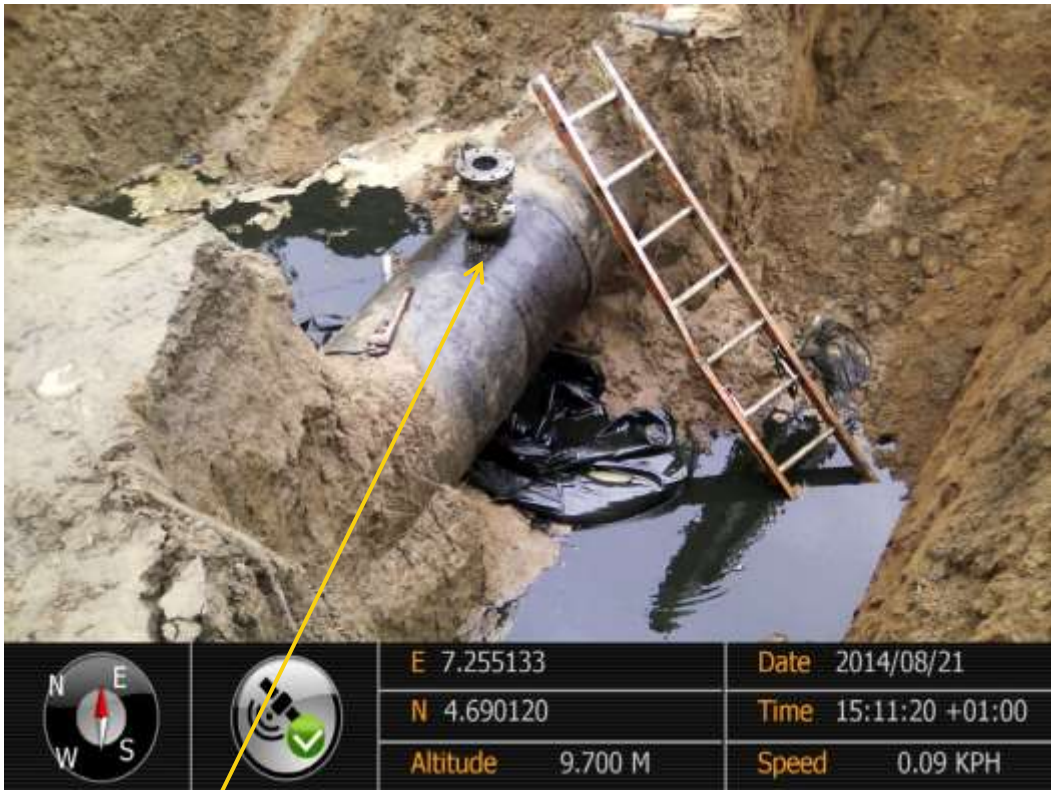 N E
W S
E 7.255133
N 4.690120
Altitude 9.700 M
Date 2014/08/21
Time 15:11:20 +01:00
Speed 0.09 KPH